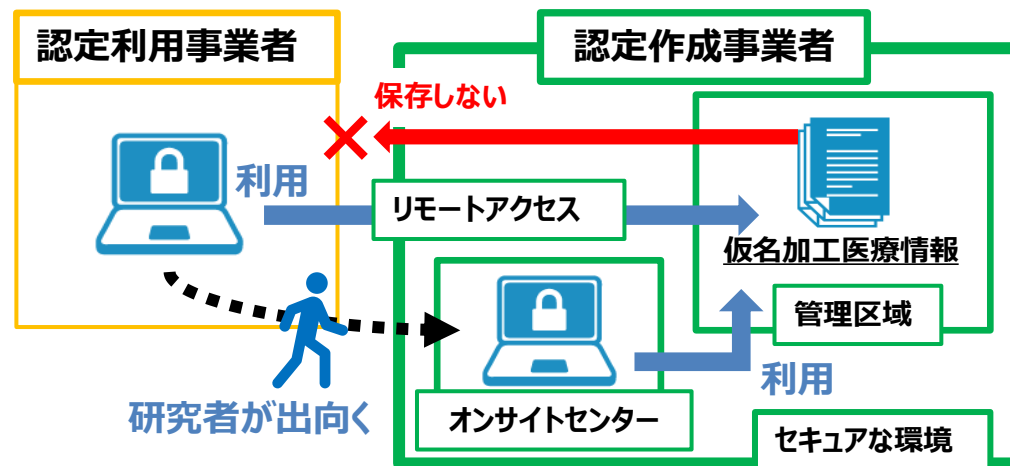 認定利用事業者
認定作成事業者
保存しない
利用
リモートアクセス
仮名加工医療情報
管理区域
利用
研究者が出向く
オンサイトセンター
セキュアな環境